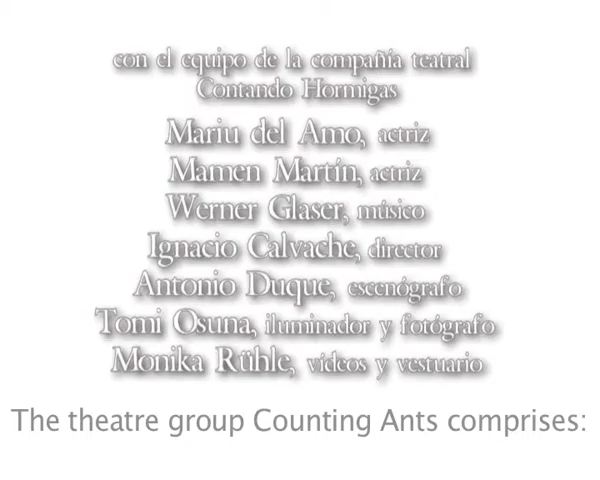 con el equipo de la compañía teatral
Contando Hormigas
Mariu del Amo, actriz
Mamen Martín, actriz
Werner Glaser, músico
Ignacio Calvache, director
Antonio Duque, escenógrafo
Tomi Osuna, iluminador y fotógrafo
Monika Rühle, vídeos y vestuario
The theatre group Counting Ants comprises: